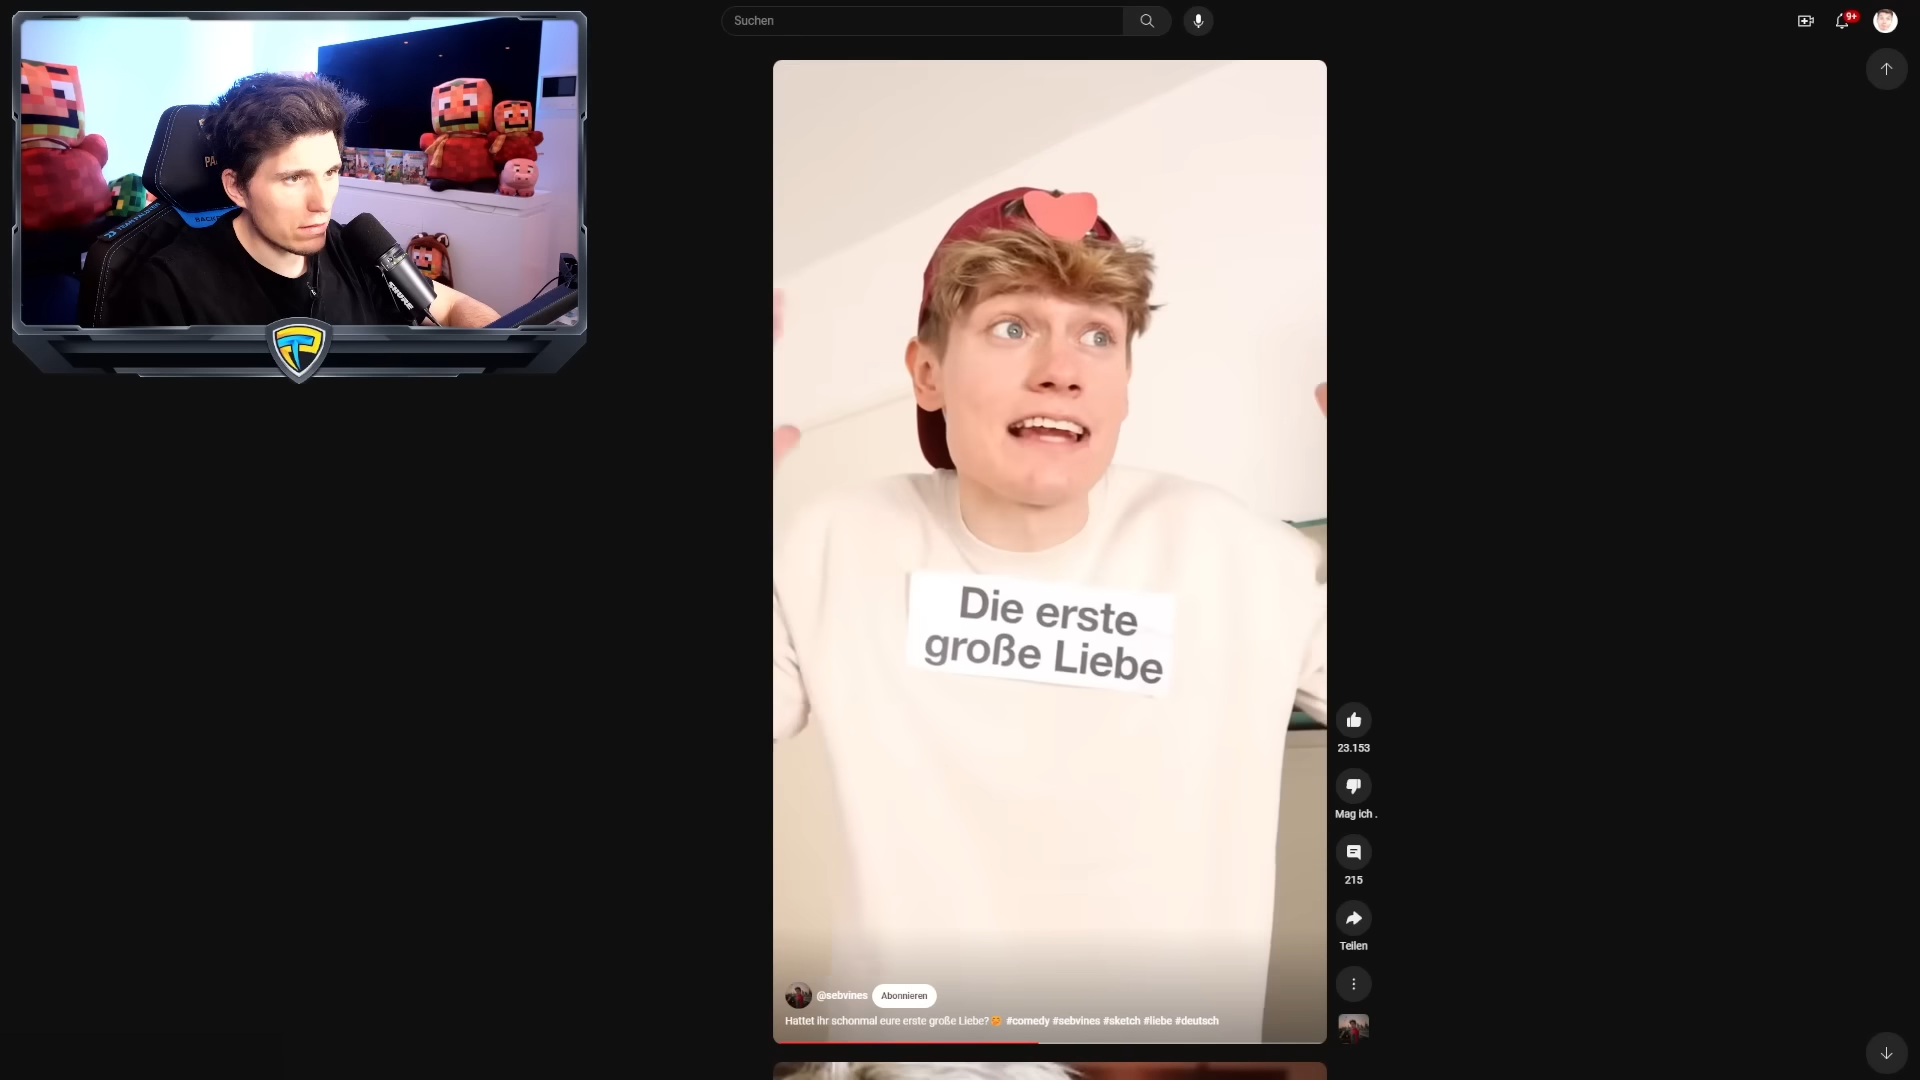 Suchen
9+
SHURE
Die erste
große Liebe
23.153
Mag ich .
215
Teilen
@sebvines
Abonnieren
Hattet ihr schonmal eure erste große Liebe? #comedy #sebvines #sketch #liebe #deutsch